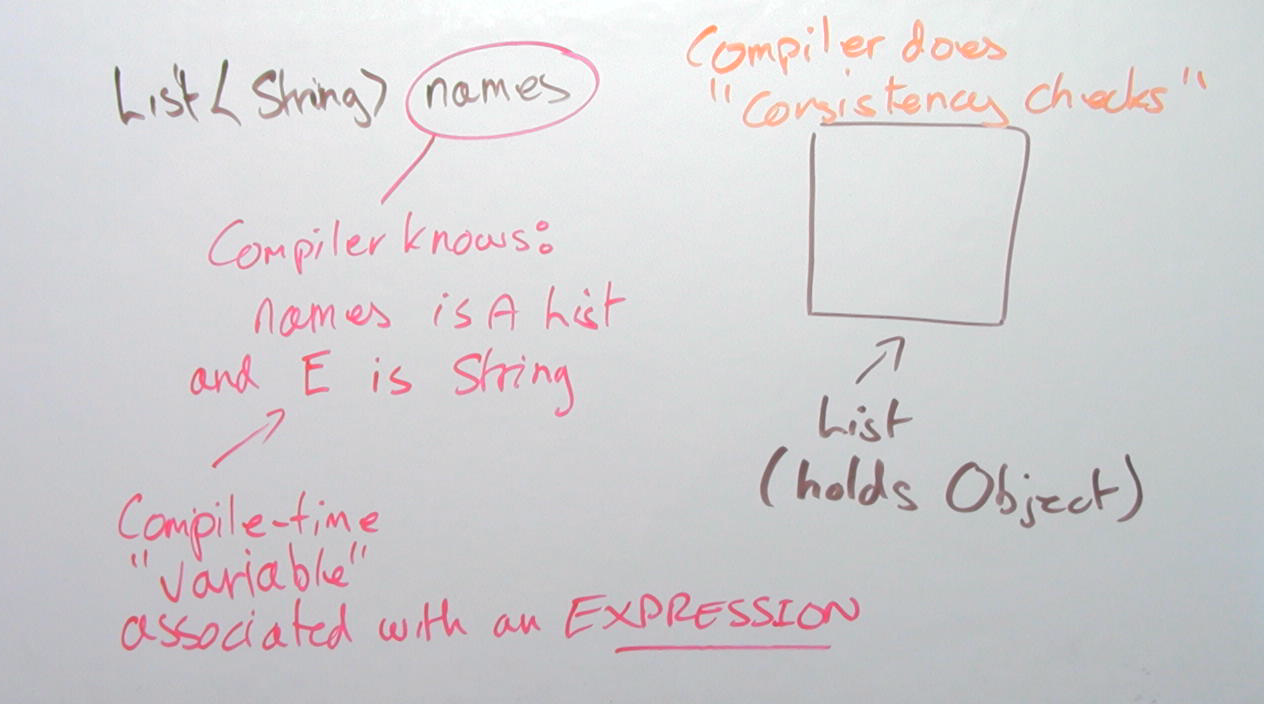 List<String> names
Compiler does
"consistency checks"
Compiler knows:
names isA List
and E is String
Compile-time
"variable"
associated with an EXPRESSION
List
(holds Object)